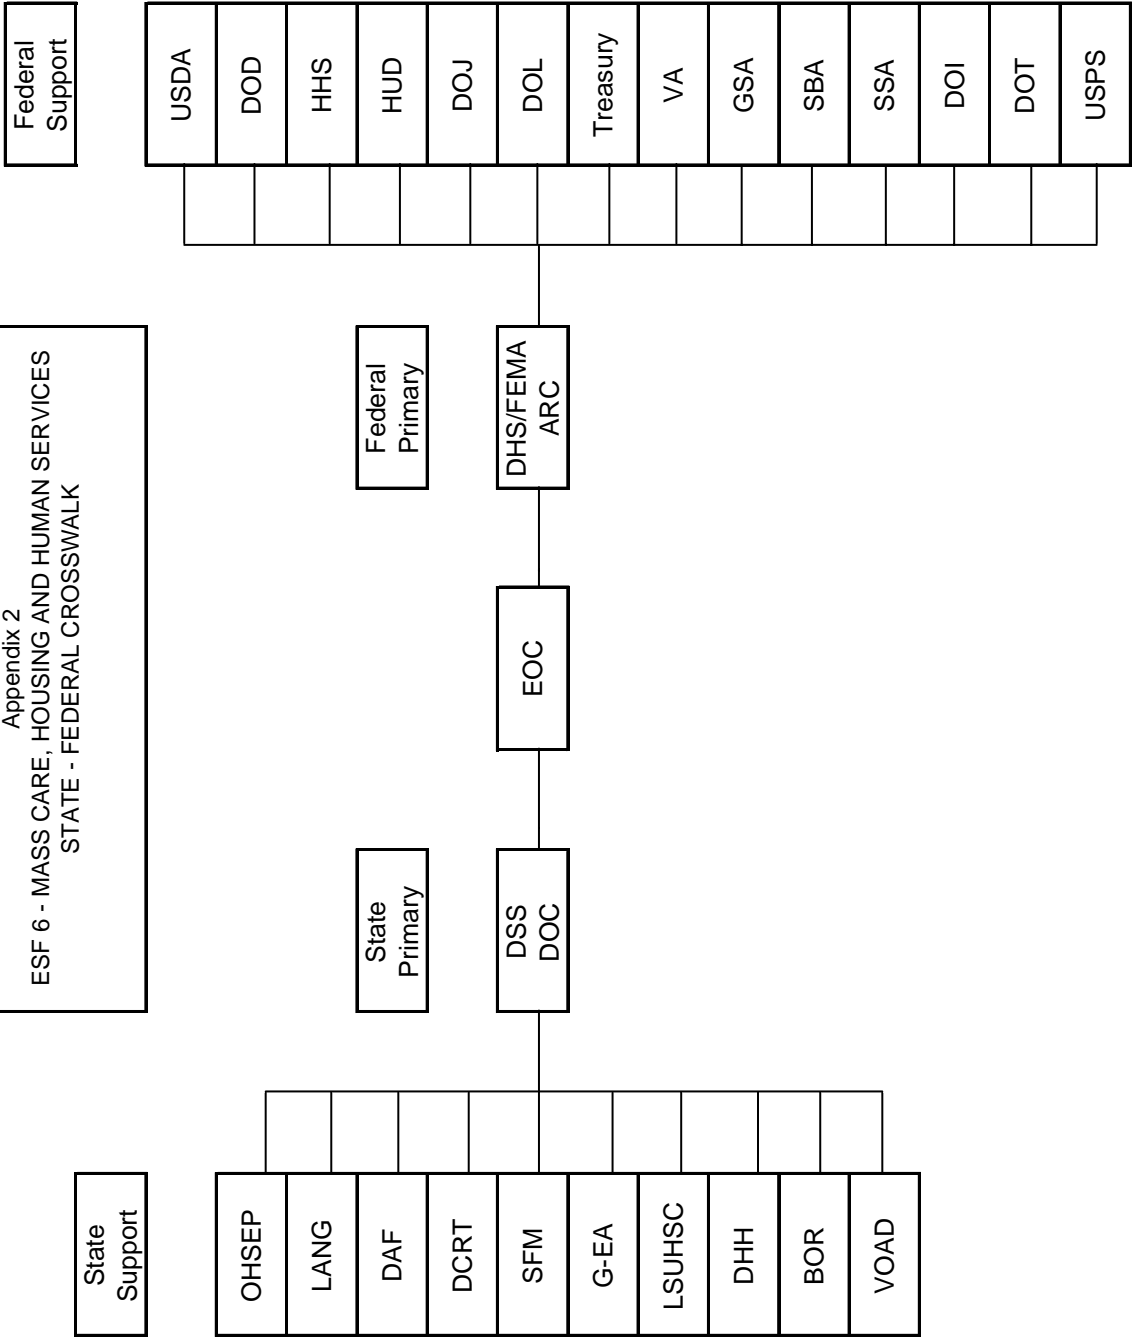 Appendix 2
ESF 6 - MASS CARE, HOUSING AND HUMAN SERVICES
STATE - FEDERAL CROSSWALK
State
Support
OHSEP
LANG
DAF
DCRT
SFM
G-EA
LSUHSC
DHH
BOR
VOAD
State
Primary
DSS
DOC
EOC
Federal
Primary
DHS/FEMA
ARC
Federal
Support
USDA
DOD
HHS
HUD
DOJ
DOL
Treasury
VA
GSA
SBA
SSA
DOI
DOT
USPS